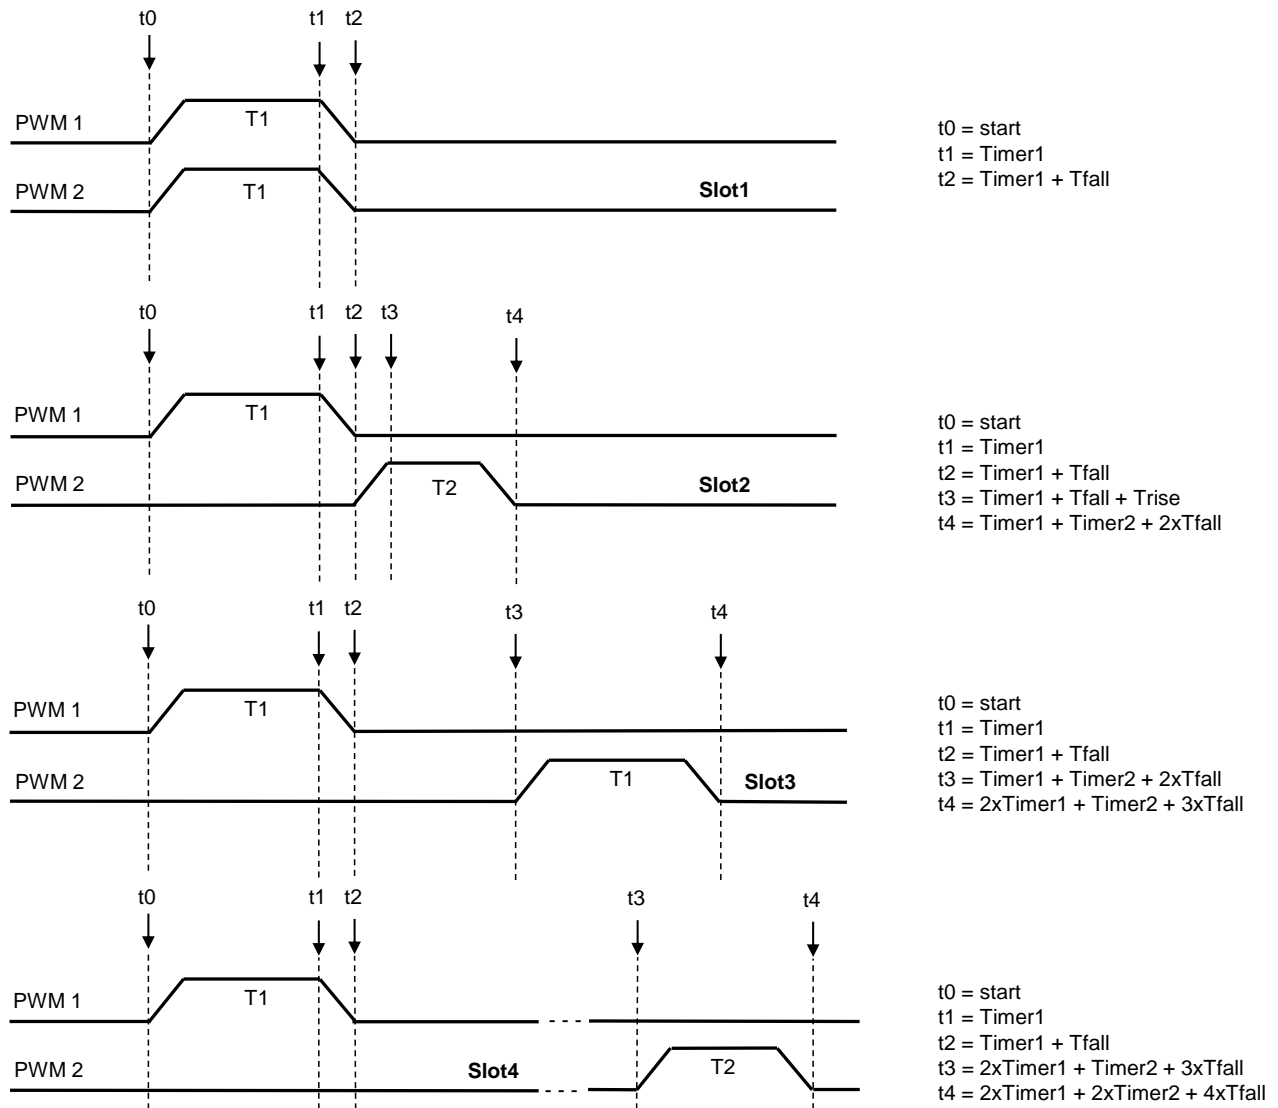 t0 t1 t2
PWM 1 T1
PWM 2 T1 Slot1
t0 = start
t1 = Timer1
t2 = Timer1 + Tfall
t0 t1 t2 t3 t4
PWM 1 T1
PWM 2 T2 Slot2
t0 = start
t1 = Timer1
t2 = Timer1 + Tfall
t3 = Timer1 + Tfall + Trise
t4 = Timer1 + Timer2 + 2xTfall
t0 t1 t2 t3 t4
PWM 1 T1
PWM 2 T1 Slot3
t0 = start
t1 = Timer1
t2 = Timer1 + Tfall
t3 = Timer1 + Timer2 + 2xTfall
t4 = 2xTimer1 + Timer2 + 3xTfall
t0 t1 t2 t3 t4
PWM 1 T1
PWM 2 Slot4 T2
t0 = start
t1 = Timer1
t2 = Timer1 + Tfall
t3 = 2xTimer1 + Timer2 + 3xTfall
t4 = 2xTimer1 + 2xTimer2 + 4xTfall